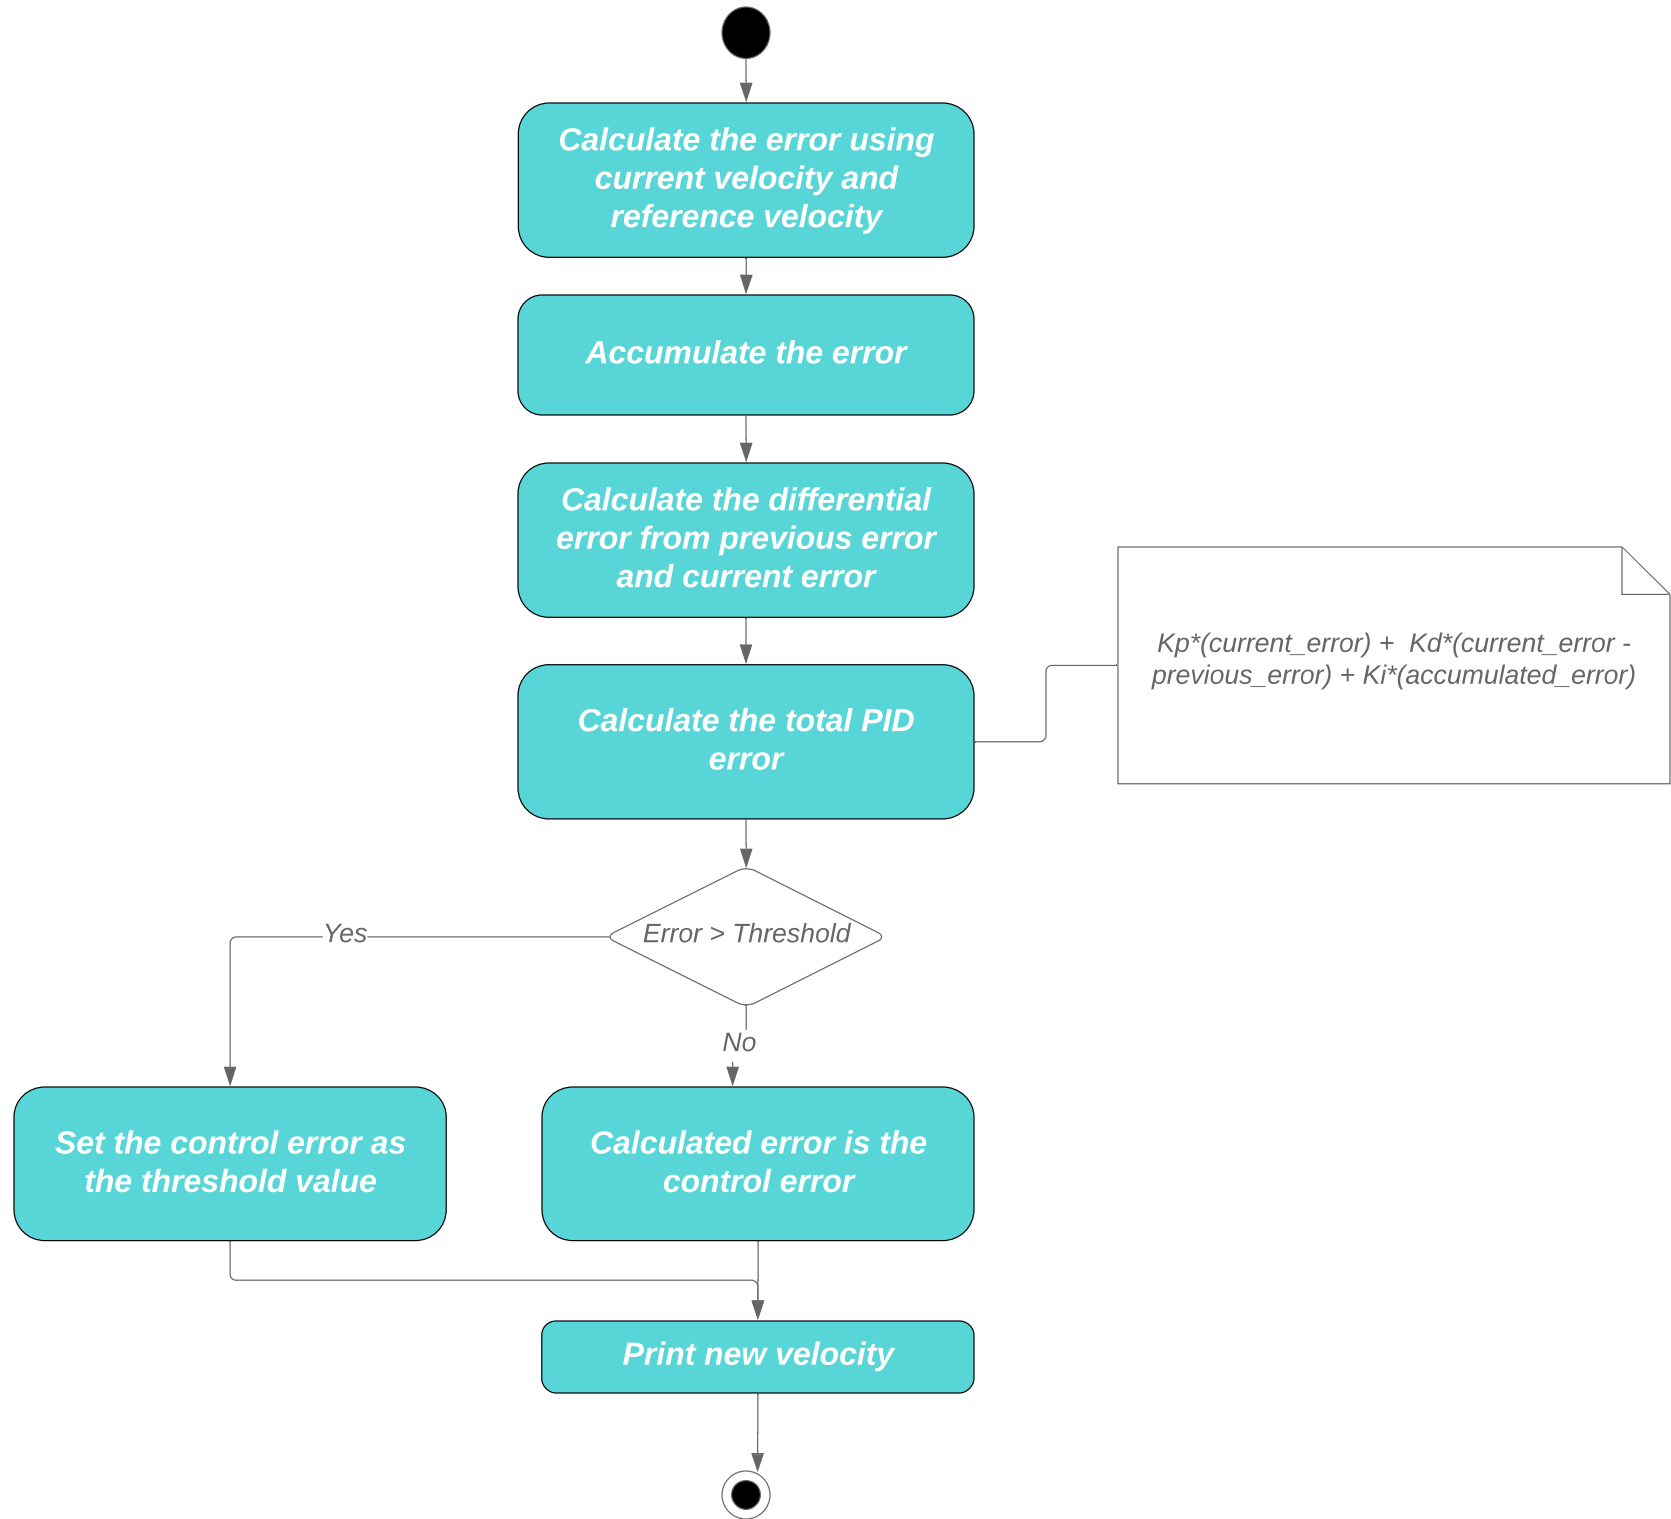 Calculate the error using
current velocity and
reference velocity
Accumulate the error
Calculate the differential
error from previous error
and current error
Kp*(current_error) +  Kd*(current_error -
previous_error) + Ki*(accumulated_error)
Calculate the total PID
error
Error > Threshold
Yes
No
Set the control error as
the threshold value
Calculated error is the
control error
Print new velocity